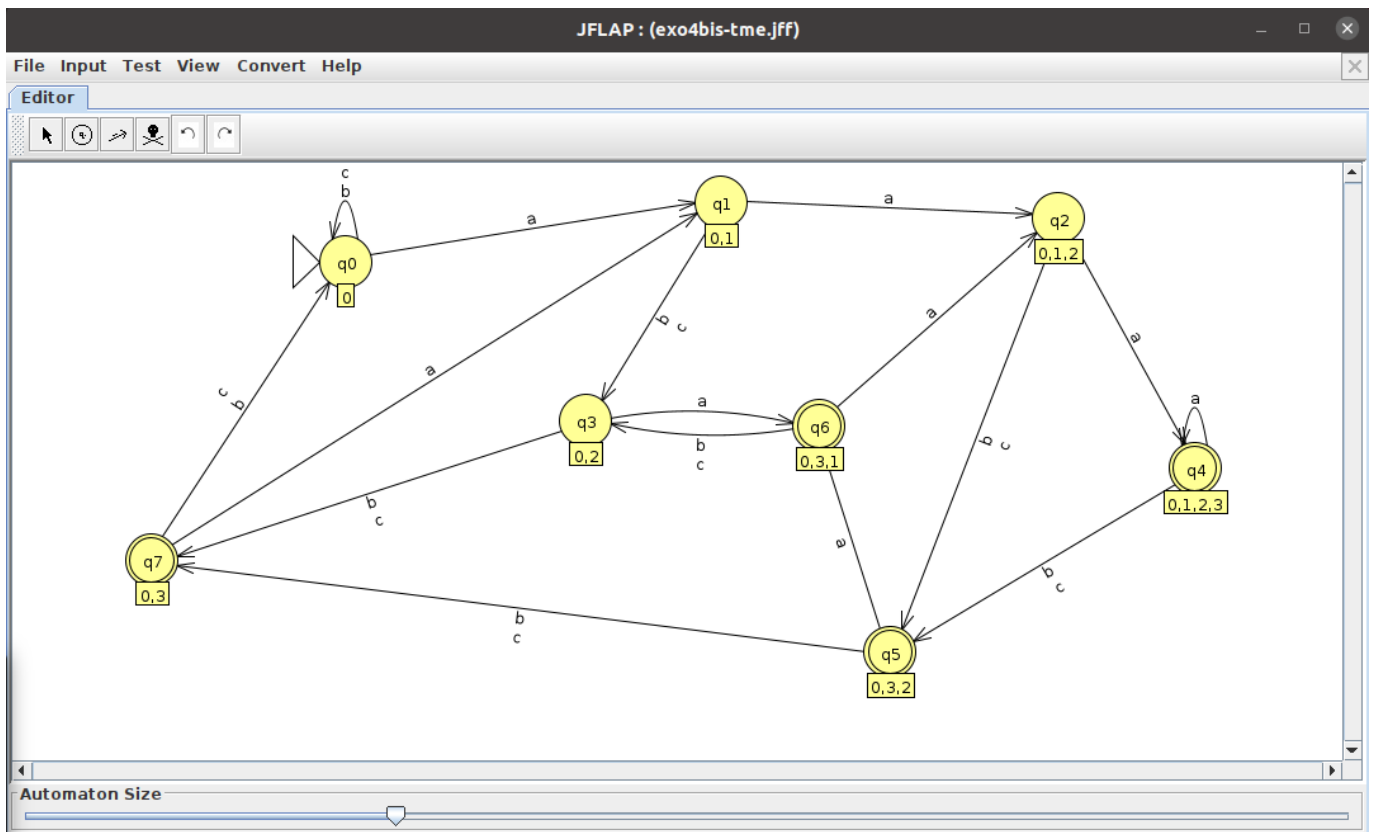 JFLAP : (exo4bis-tme.jff)
File Input Test View Convert Help
Editor
c
b
q0
0
a
q1
0,1
a
q2
0,1,2
b
c
a
a
a
c
b
q3
0,2
a
b
c
q6
0,3,1
b
c
a
q4
0,1,2,3
b
c
a
q7
0,3
b
c
b
c
q5
0,3,2
Automaton Size